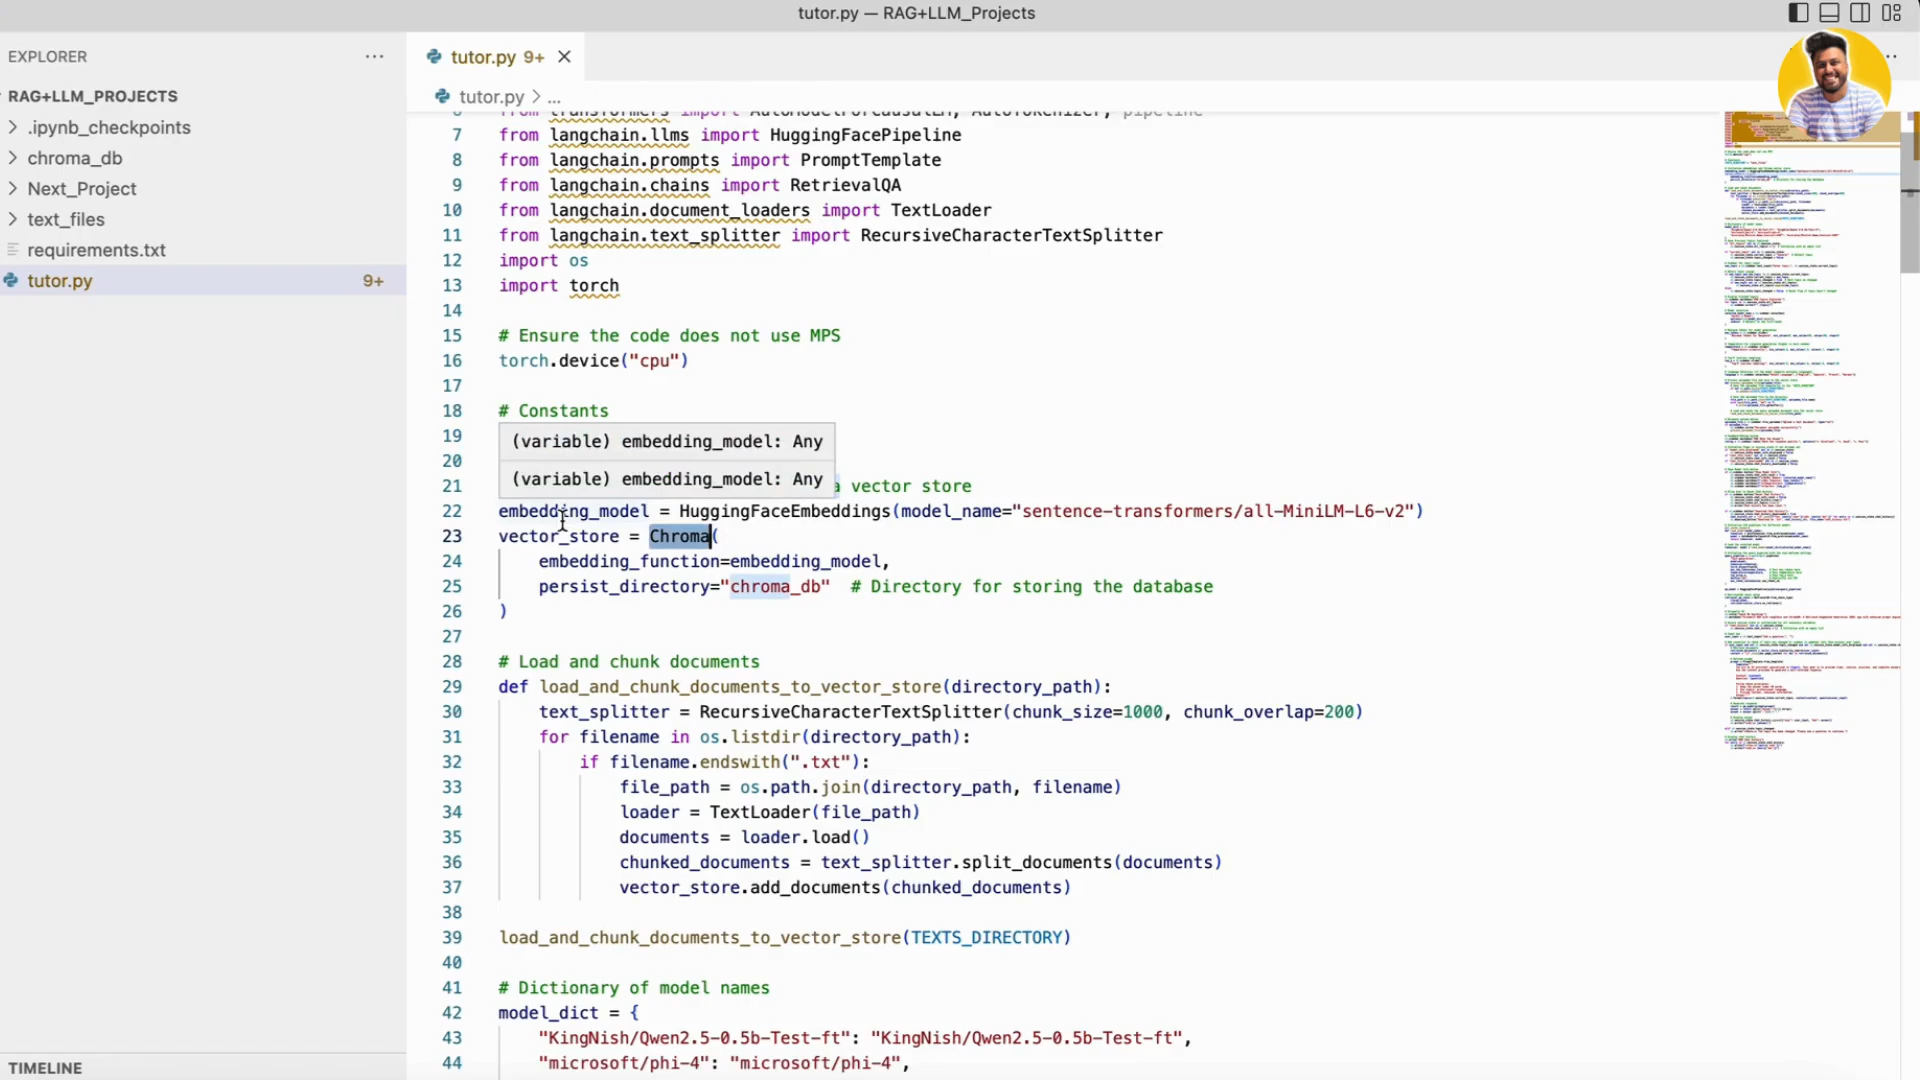 tutor.py — RAG+LLM_Projects
EXPLORER
RAG+LLM_PROJECTS
.ipynb_checkpoints
chroma_db
Next_Project
text_files
requirements.txt
tutor.py 9+
TIMELINE
tutor.py 9+
tutor.py > ...
from transformers import AutoModelForCausalLM, AutoTokenizer, pipeline
7 from langchain.llms import HuggingFacePipeline
8 from langchain.prompts import PromptTemplate
9 from langchain.chains import RetrievalQA
10 from langchain.document_loaders import TextLoader
11 from langchain.text_splitter import RecursiveCharacterTextSplitter
12 import os
13 import torch
14
15 # Ensure the code does not use MPS
16 torch.device("cpu")
17
18 # Constants
19
20
(variable) embedding_model: Any
(variable) embedding_model: Any
21 a vector store
22 embedding_model = HuggingFaceEmbeddings(model_name="sentence-transformers/all-MiniLM-L6-v2")
23 vector_store = Chroma(
24 embedding_function=embedding_model,
25 persist_directory="chroma_db" # Directory for storing the database
26 )
27
28 # Load and chunk documents
29 def load_and_chunk_documents_to_vector_store(directory_path):
30 text_splitter = RecursiveCharacterTextSplitter(chunk_size=1000, chunk_overlap=200)
31 for filename in os.listdir(directory_path):
32 if filename.endswith(".txt"):
33 file_path = os.path.join(directory_path, filename)
34 loader = TextLoader(file_path)
35 documents = loader.load()
36 chunked_documents = text_splitter.split_documents(documents)
37 vector_store.add_documents(chunked_documents)
38
39 load_and_chunk_documents_to_vector_store(TEXTS_DIRECTORY)
40
41 # Dictionary of model names
42 model_dict = {
43 "KingNish/Qwen2.5-0.5b-Test-ft": "KingNish/Qwen2.5-0.5b-Test-ft",
44 "microsoft/phi-4": "microsoft/phi-4",